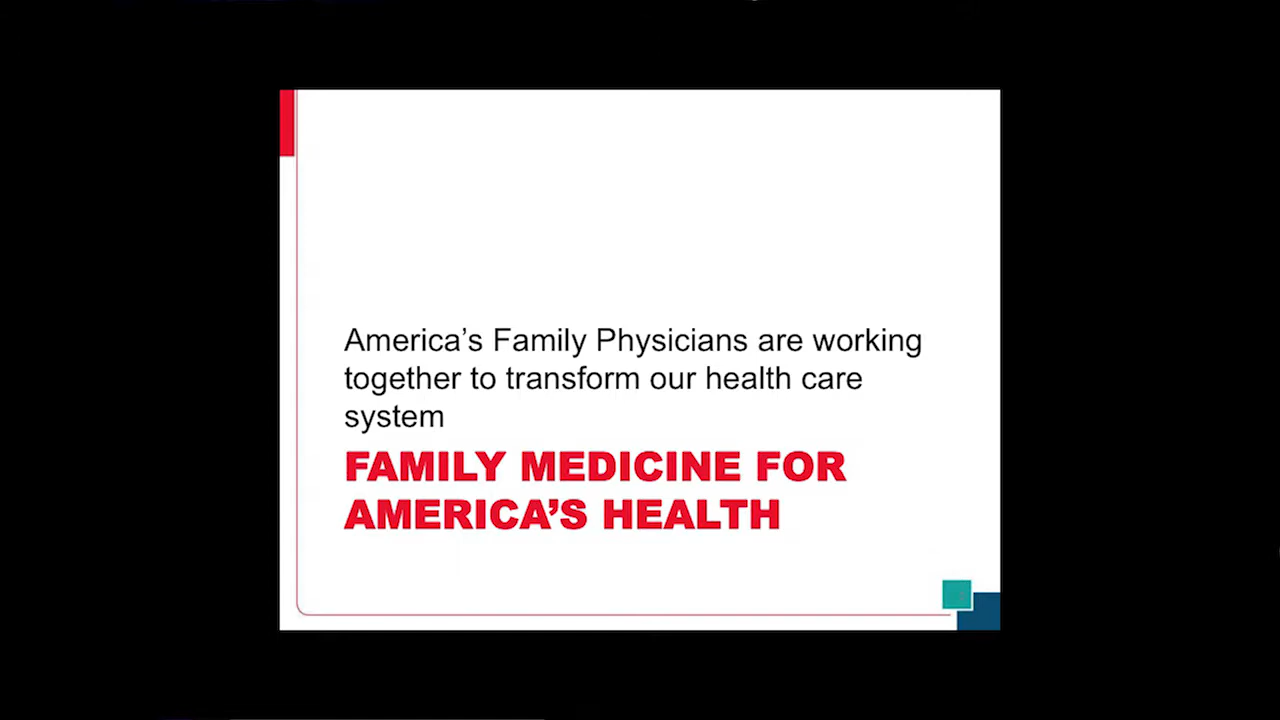 America’s Family Physicians are working
together to transform our health care
system
FAMILY MEDICINE FOR
AMERICA’S HEALTH